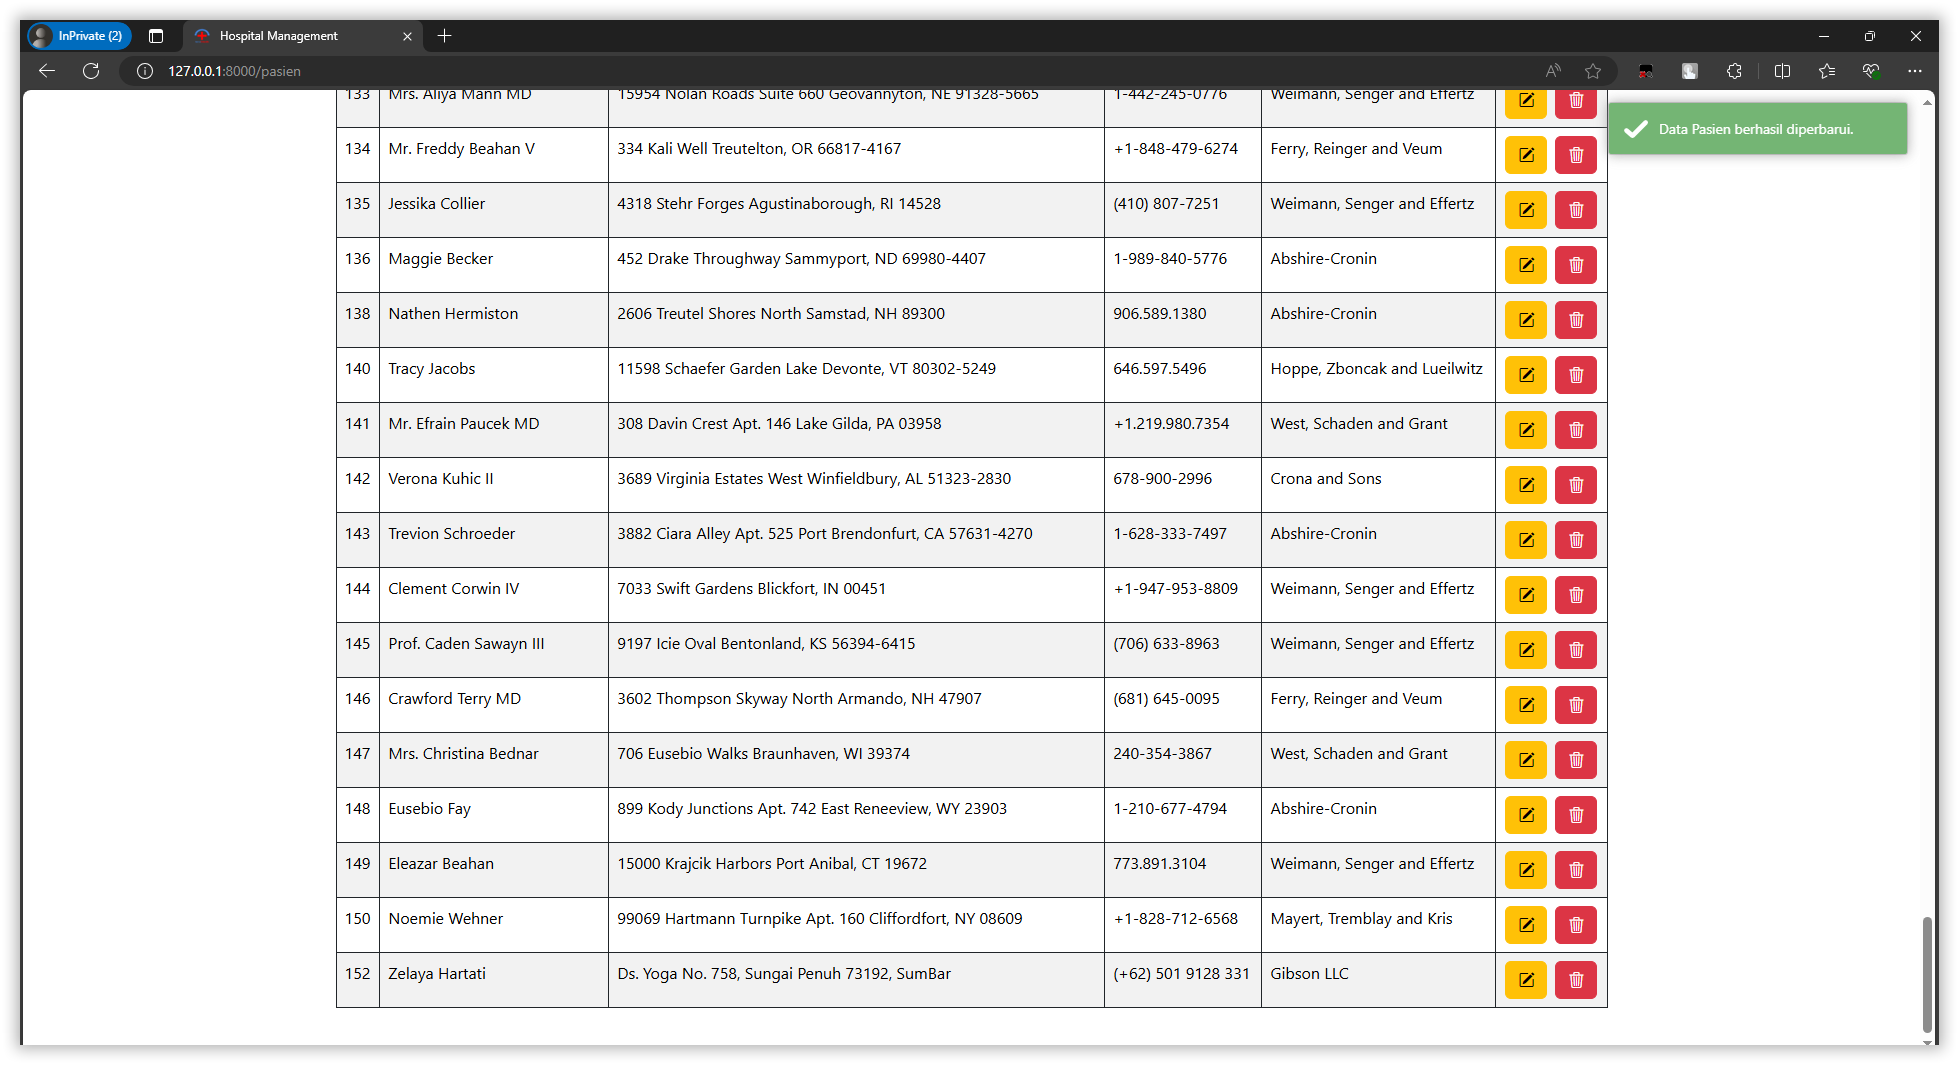 InPrivate (2)
Hospital Management
127.0.0.1:8000/pasien
133 Mrs. Aliya Mann MD 15954 Nolan Roads Suite 660 Geovannyton, NE 91328-5665 1-442-245-0776 Weimann, Senger and Effertz
Data Pasien berhasil diperbarui.
134 Mr. Freddy Beahan V 334 Kali Well Treutelton, OR 66817-4167 +1-848-479-6274 Ferry, Reinger and Veum
135 Jessika Collier 4318 Stehr Forges Agustinaborough, RI 14528 (410) 807-7251 Weimann, Senger and Effertz
136 Maggie Becker 452 Drake Throughway Sammyport, ND 69980-4407 1-989-840-5776 Abshire-Cronin
138 Nathen Hermiston 2606 Treutel Shores North Samstad, NH 89300 906.589.1380 Abshire-Cronin
140 Tracy Jacobs 11598 Schaefer Garden Lake Devonte, VT 80302-5249 646.597.5496 Hoppe, Zboncak and Lueilwitz
141 Mr. Efrain Paucek MD 308 Davin Crest Apt. 146 Lake Gilda, PA 03958 +1.219.980.7354 West, Schaden and Grant
142 Verona Kuhic II 3689 Virginia Estates West Winfieldbury, AL 51323-2830 678-900-2996 Crona and Sons
143 Trevion Schroeder 3882 Ciara Alley Apt. 525 Port Brendonfurt, CA 57631-4270 1-628-333-7497 Abshire-Cronin
144 Clement Corwin IV 7033 Swift Gardens Blickfort, IN 00451 +1-947-953-8809 Weimann, Senger and Effertz
145 Prof. Caden Sawayn III 9197 Icie Oval Bentonland, KS 56394-6415 (706) 633-8963 Weimann, Senger and Effertz
146 Crawford Terry MD 3602 Thompson Skyway North Armando, NH 47907 (681) 645-0095 Ferry, Reinger and Veum
147 Mrs. Christina Bednar 706 Eusebio Walks Braunhaven, WI 39374 240-354-3867 West, Schaden and Grant
148 Eusebio Fay 899 Kody Junctions Apt. 742 East Reneeview, WY 23903 1-210-677-4794 Abshire-Cronin
149 Eleazar Beahan 15000 Krajcik Harbors Port Anibal, CT 19672 773.891.3104 Weimann, Senger and Effertz
150 Noemie Wehner 99069 Hartmann Turnpike Apt. 160 Cliffordfort, NY 08609 +1-828-712-6568 Mayert, Tremblay and Kris
152 Zelaya Hartati Ds. Yoga No. 758, Sungai Penuh 73192, SumBar (+62) 501 9128 331 Gibson LLC